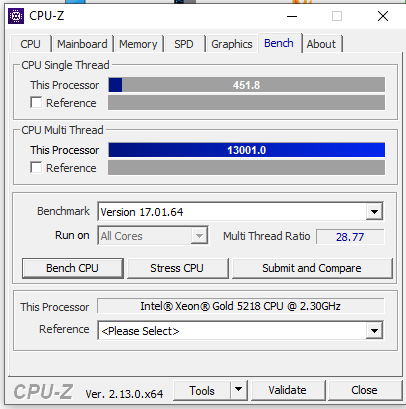 CPU-Z
CPU Mainboard Memory SPD Graphics Bench About
CPU Single Thread
This Processor 451.8
Reference
CPU Multi Thread
This Processor 13001.0
Reference
Benchmark Version 17.01.64
Run on All Cores Multi Thread Ratio 28.77
Bench CPU Stress CPU Submit and Compare
This Processor Intel® Xeon® Gold 5218 CPU @ 2.30GHz
Reference <Please Select>
CPU-Z Ver. 2.13.0.x64 Tools Validate Close